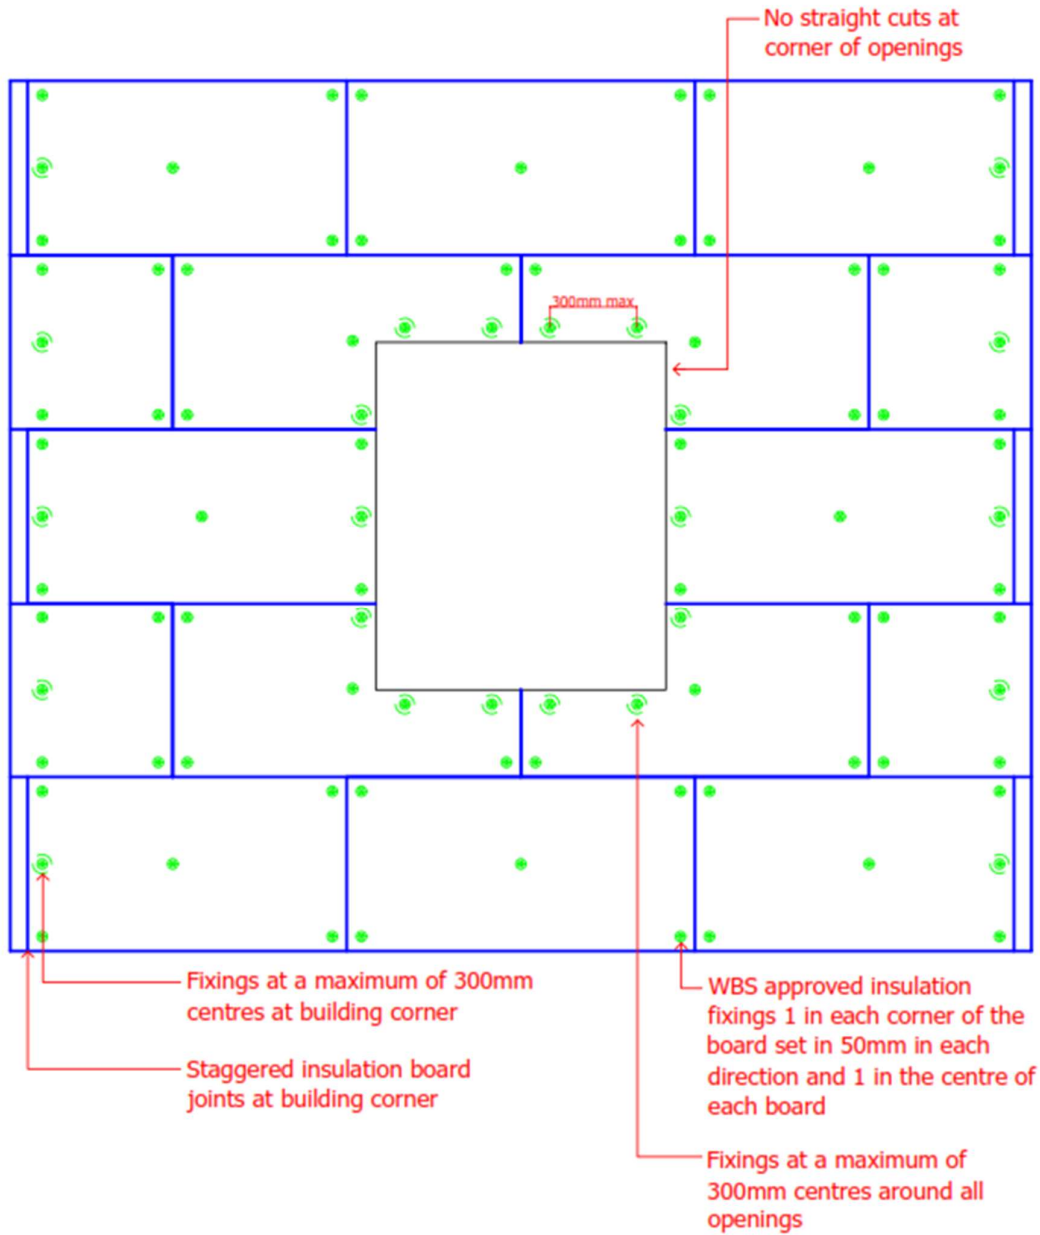 No straight cuts at
corner of openings
300mm max
Fixings at a maximum of 300mm
centres at building corner
Staggered insulation board
joints at building corner
WBS approved insulation
fixings 1 in each corner of the
board set in 50mm in each
direction and 1 in the centre of
each board
Fixings at a maximum of
300mm centres around all
openings